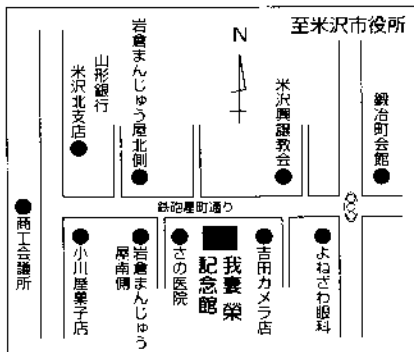 至米沢市役所
N
山形銀行
米沢北支店
岩倉まんじゅう屋北側
米沢興譲教会
鍛治町会館
鉄砲屋町通り
商工会議所
小川屋菓子店
岩倉まんじゅう
屋南側
さの医院
我妻 榮
記念館
吉田カメラ店
よねざわ眼科